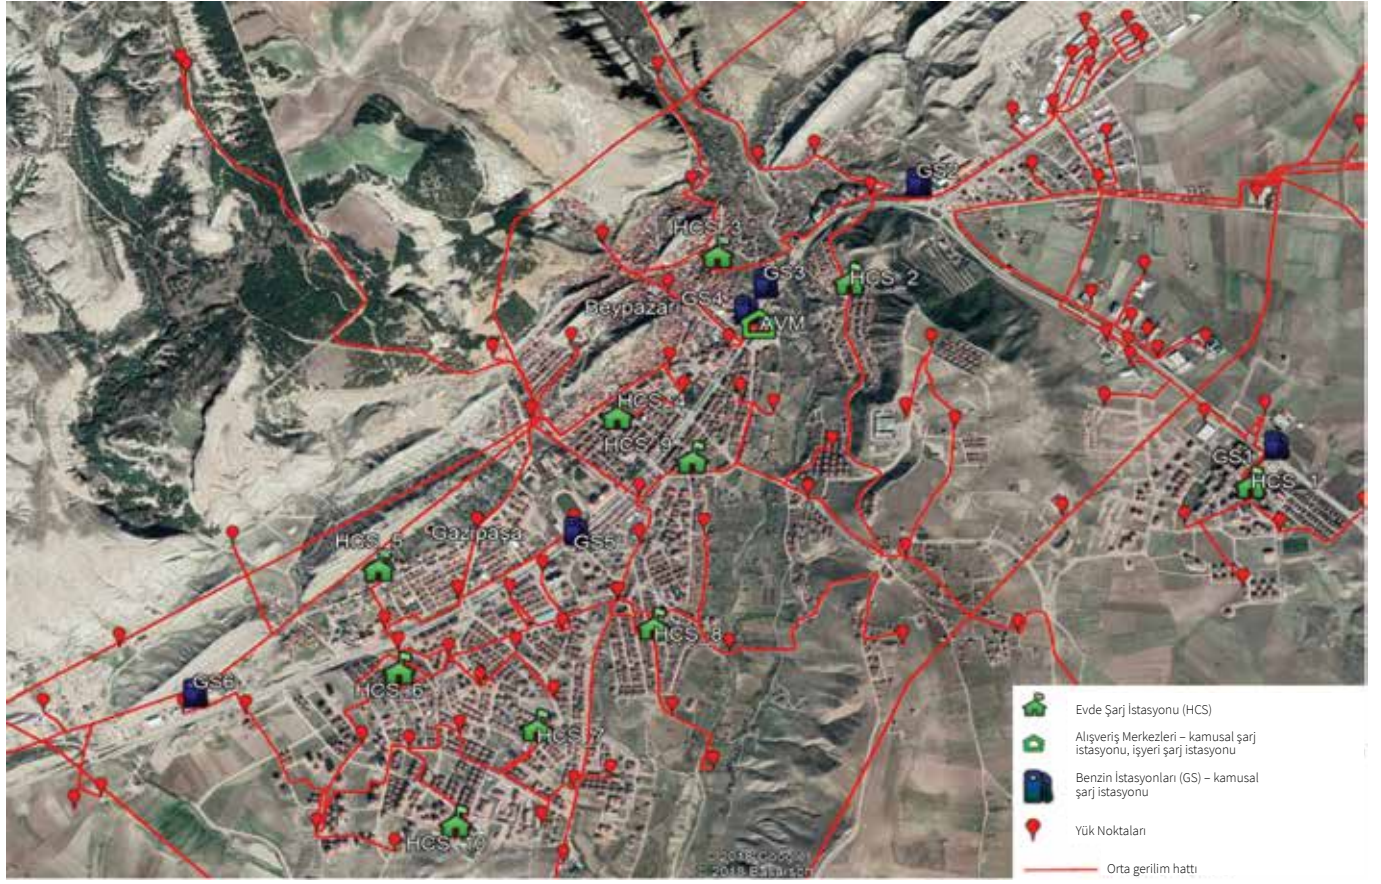 GS2
HCS_3
GS3
HCS_2
GS4
Beypazarı
AVM
HCS_4
HCS_9
GS1
HCS_1
Gazipaşa
HCS_5
GS5
HCS_8
GS6
HCS_6
HCS_7
HCS_10
Evde Şarj İstasyonu (HCS)
Alışveriş Merkezleri – kamusal şarj
istasyonu, işyeri şarj istasyonu
Benzin İstasyonları (GS) – kamusal
şarj istasyonu
Yük Noktaları
Orta gerilim hattı